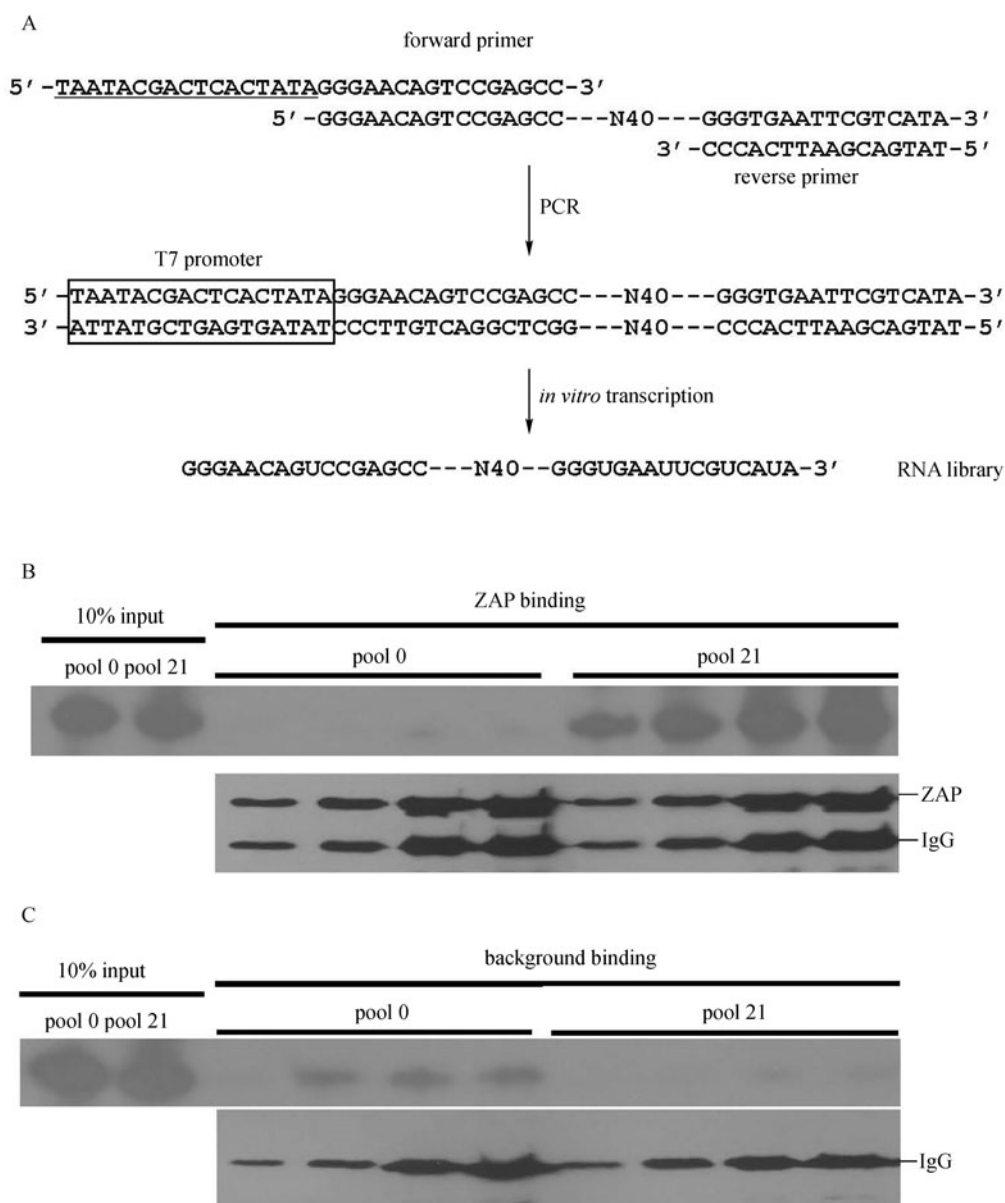 A
forward primer
5′ -TAATACGACTCACTATAGGGAACAGTCCGAGCC-3′
5′ -GGGAACAGTCCGAGCC---N40---GGGTGAATTCGTCATA-3′
3′ -CCCACTTAAGCAGTAT-5′
reverse primer
PCR
T7 promoter
5′ -TAATACGACTCACTATAGGGAACAGTCCGAGCC---N40---GGGTGAATTCGTCATA-3′
3′ -ATTATGCTGAGTGATATCCCTTGTCAGGCTCGG---N40---CCCACTTAAGCAGTAT-5′
in vitro transcription
GGGAACAGUCCGAGCC---N40--GGGUGAAUUCGUCAUA-3′ RNA library
B
10% input ZAP binding
pool 0 pool 21 pool 0 pool 21
ZAP
IgG
C
10% input background binding
pool 0 pool 21 pool 0 pool 21
IgG